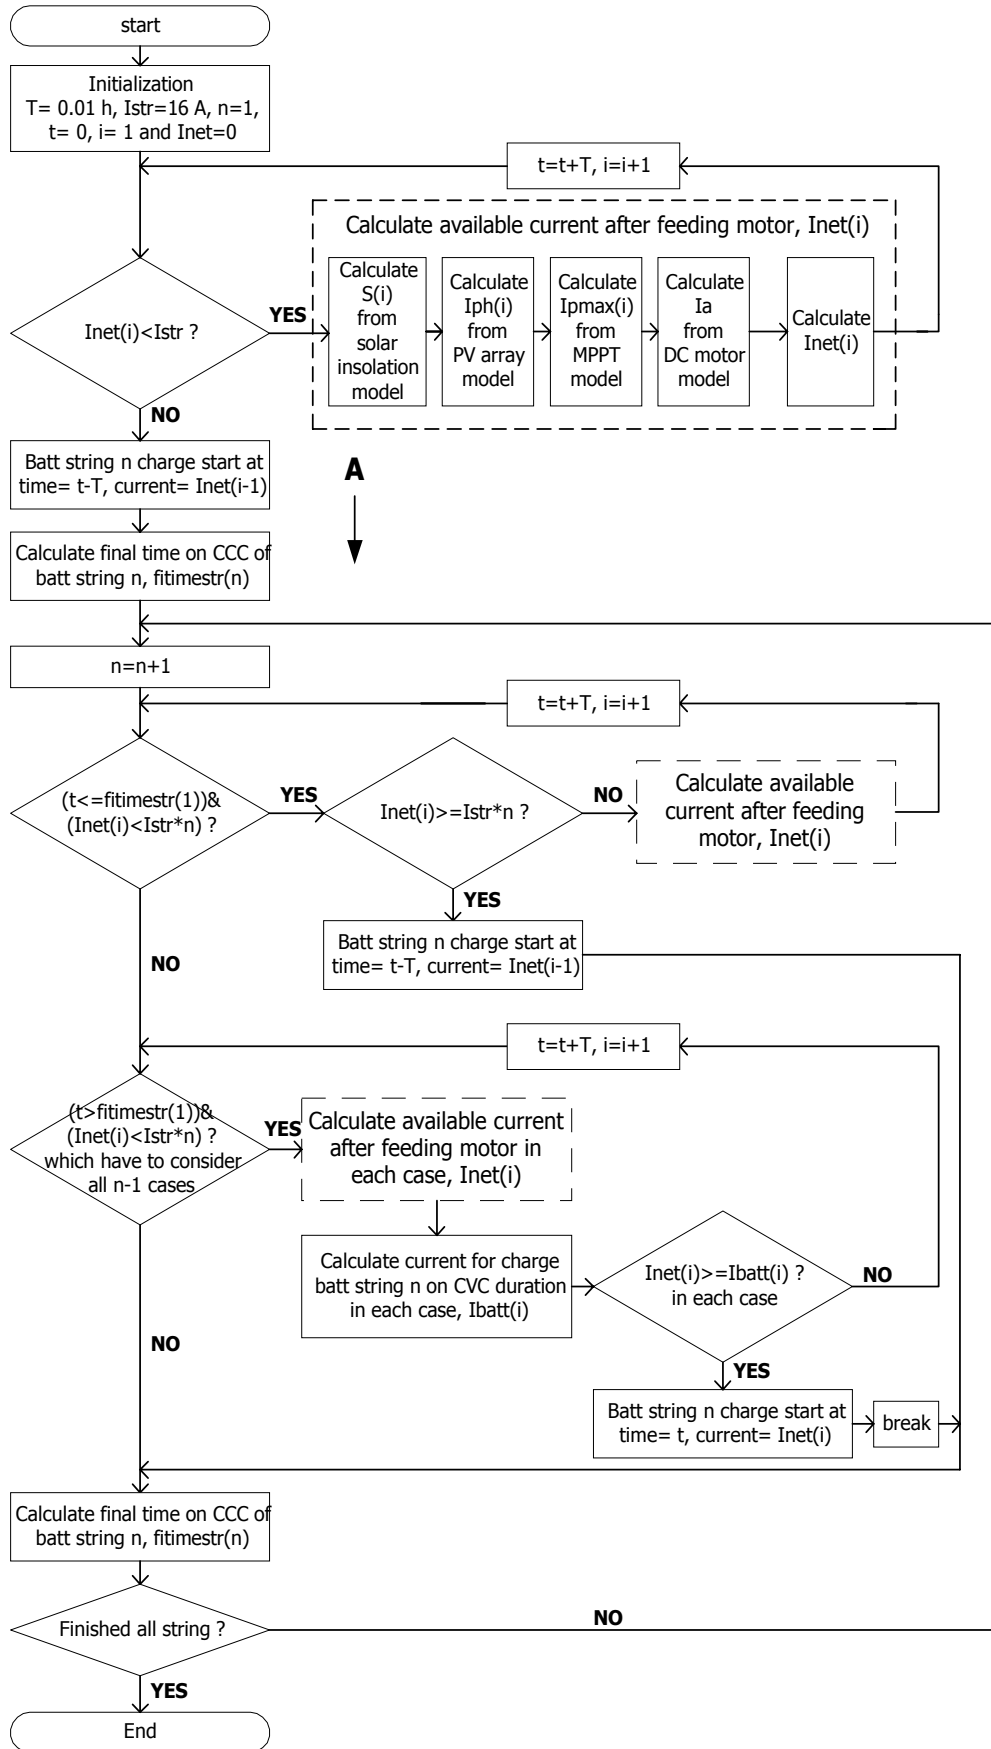 start
Initialization
T= 0.01 h, Istr=16 A, n=1,
t= 0, i= 1 and Inet=0
t=t+T, i=i+1
Calculate available current after feeding motor, Inet(i)
Inet(i)<Istr ?
YES
Calculate
S(i)
from
solar
insolation
model
Calculate
Iph(i)
from
PV array
model
Calculate
Ipmax(i)
from
MPPT
model
Calculate
Ia
from
DC motor
model
Calculate
Inet(i)
NO
Batt string n charge start at
time= t-T, current= Inet(i-1)
A
Calculate final time on CCC of
batt string n, fitimestr(n)
n=n+1
t=t+T, i=i+1
(t<=fitimestr(1))&
(Inet(i)<Istr*n) ?
YES
Inet(i)>=Istr*n ?
NO
Calculate available
current after feeding
motor, Inet(i)
YES
Batt string n charge start at
time= t-T, current= Inet(i-1)
NO
t=t+T, i=i+1
(t>fitimestr(1))&
(Inet(i)<Istr*n) ?
which have to consider
all n-1 cases
YES
Calculate available current
after feeding motor in
each case, Inet(i)
Calculate current for charge
batt string n on CVC duration
in each case, Ibatt(i)
Inet(i)>=Ibatt(i) ?
in each case
NO
NO
YES
Batt string n charge start at
time= t, current= Inet(i)
break
Calculate final time on CCC of
batt string n, fitimestr(n)
Finished all string ?
NO
YES
End